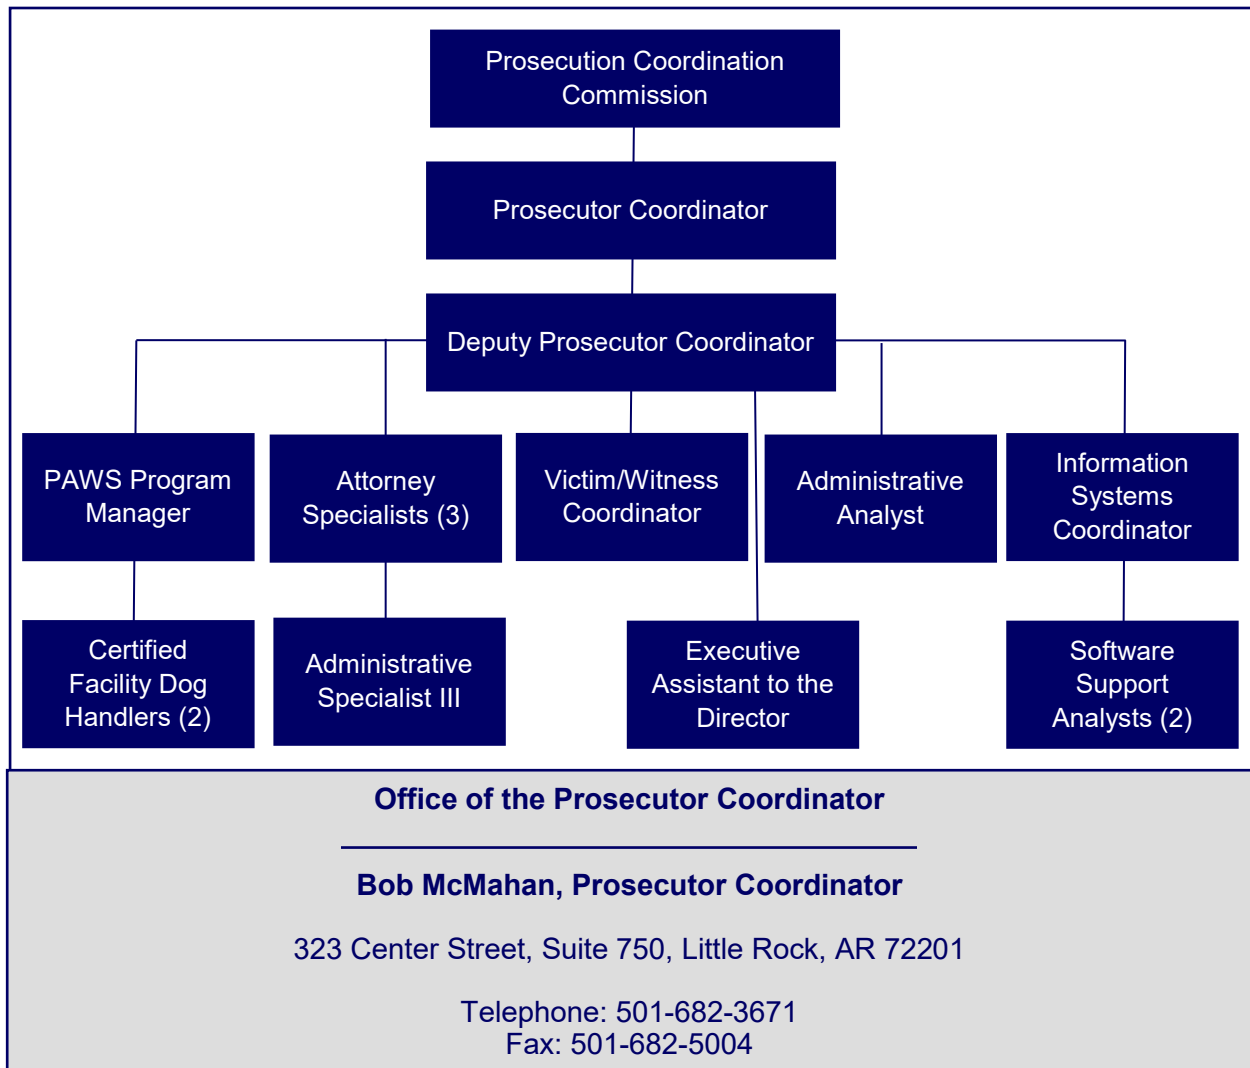 Prosecution Coordination
Commission
Prosecutor Coordinator
Deputy Prosecutor Coordinator
PAWS Program
Manager
Attorney
Specialists (3)
Victim/Witness
Coordinator
Administrative
Analyst
Information
Systems
Coordinator
Certified
Facility Dog
Handlers (2)
Administrative
Specialist III
Executive
Assistant to the
Director
Software
Support
Analysts (2)
Office of the Prosecutor Coordinator
Bob McMahan, Prosecutor Coordinator
323 Center Street, Suite 750, Little Rock, AR 72201
Telephone: 501-682-3671
Fax: 501-682-5004